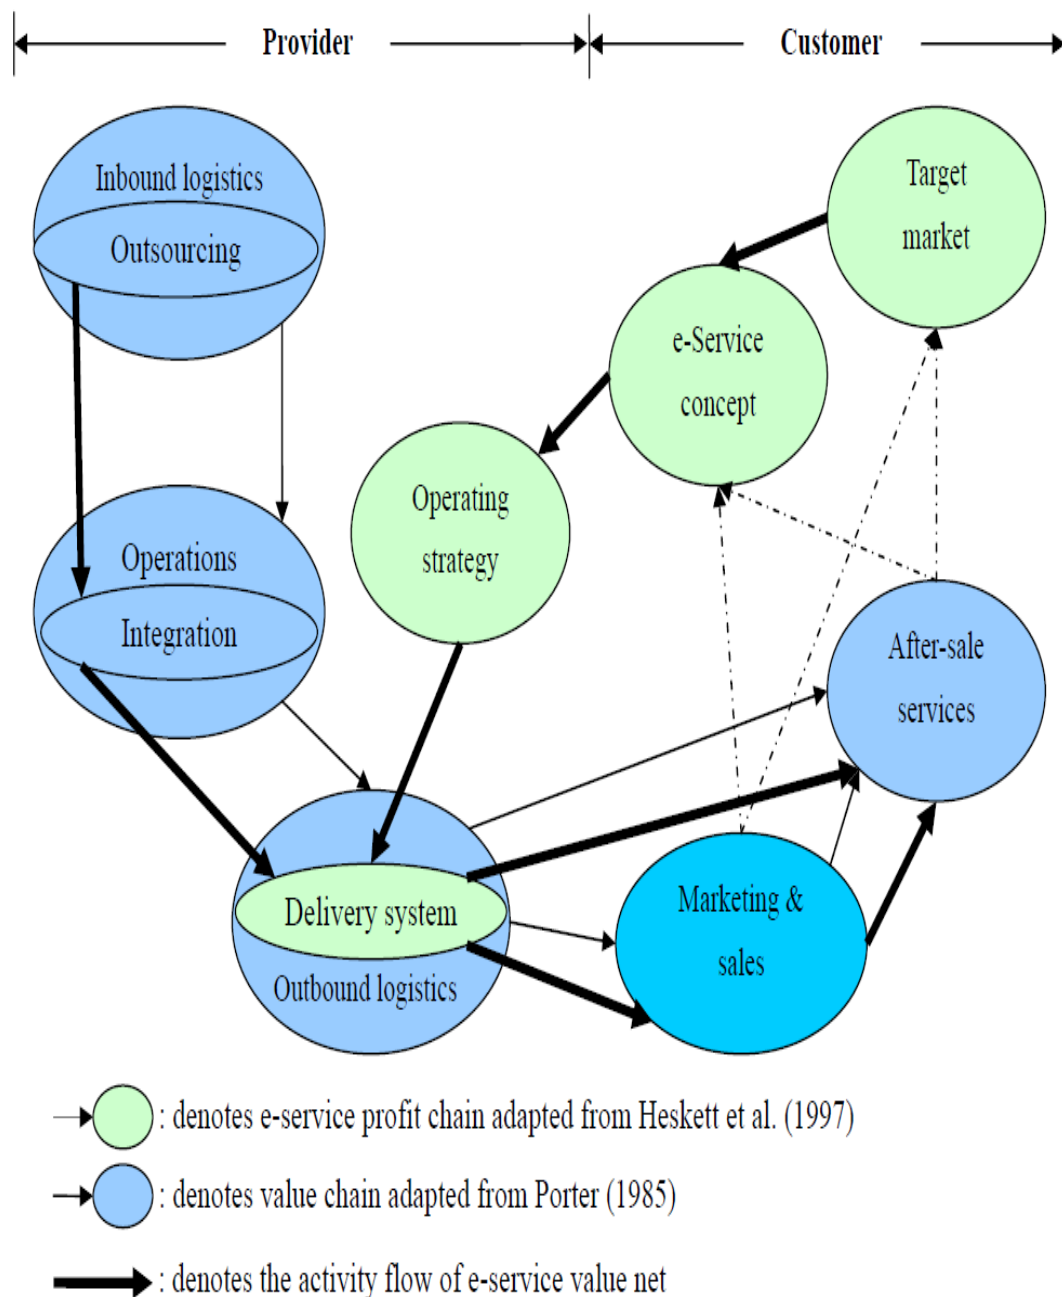 Provider
Customer
Inbound logistics
Outsourcing
Target
market
e-Service
concept
Operating
strategy
Operations
Integration
After-sale
services
Delivery system
Outbound logistics
Marketing &
sales
: denotes e-service profit chain adapted from Heskett et al. (1997)
: denotes value chain adapted from Porter (1985)
: denotes the activity flow of e-service value net